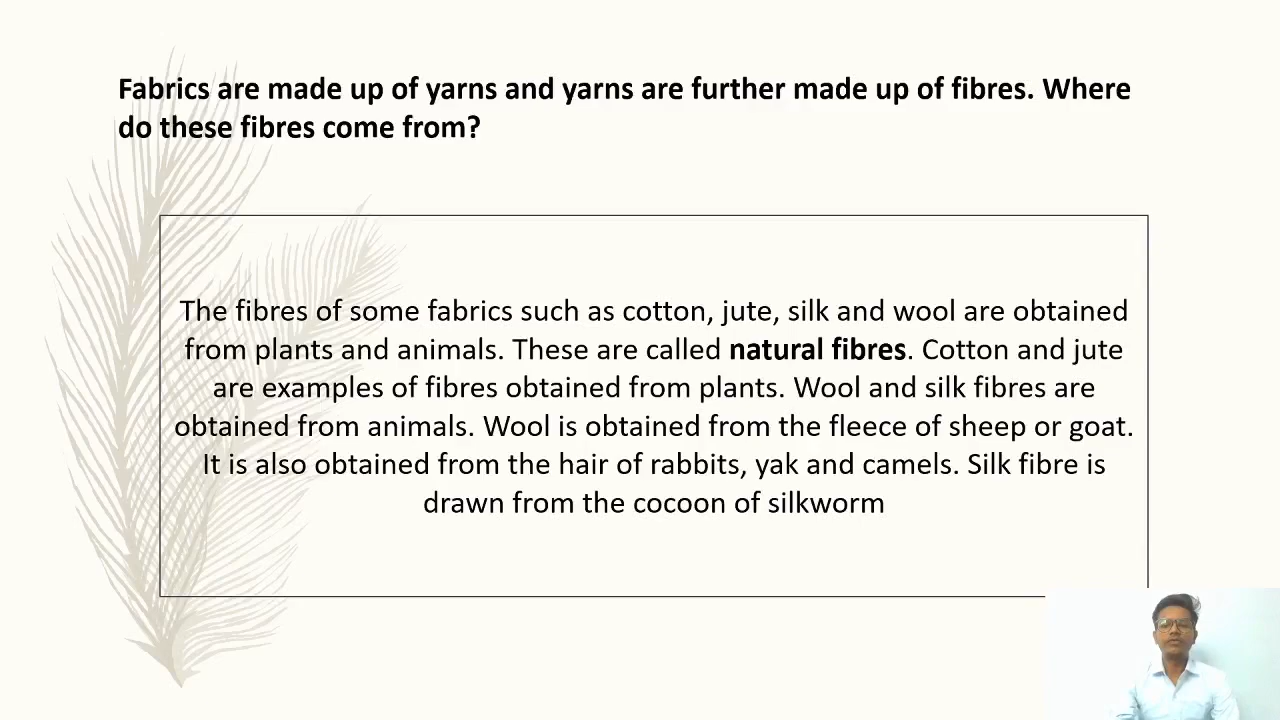 Fabrics are made up of yarns and yarns are further made up of fibres. Where
do these fibres come from?
The fibres of some fabrics such as cotton, jute, silk and wool are obtained
from plants and animals. These are called natural fibres. Cotton and jute
are examples of fibres obtained from plants. Wool and silk fibres are
obtained from animals. Wool is obtained from the fleece of sheep or goat.
It is also obtained from the hair of rabbits, yak and camels. Silk fibre is
drawn from the cocoon of silkworm